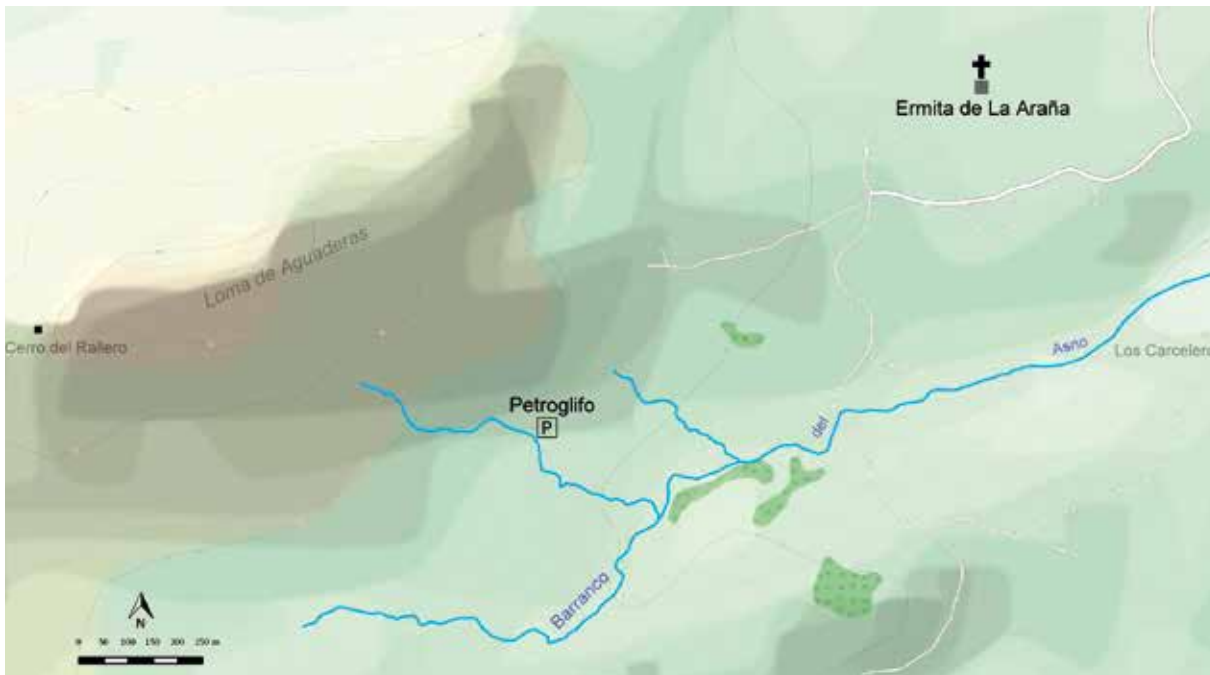 Ermita de La Araña
Loma de Aguaderas
Cerro del Rallero
Asno
Los Carcelero
Petroglifo
P
del
Barranco
N
0 50 100 150 200 250 m